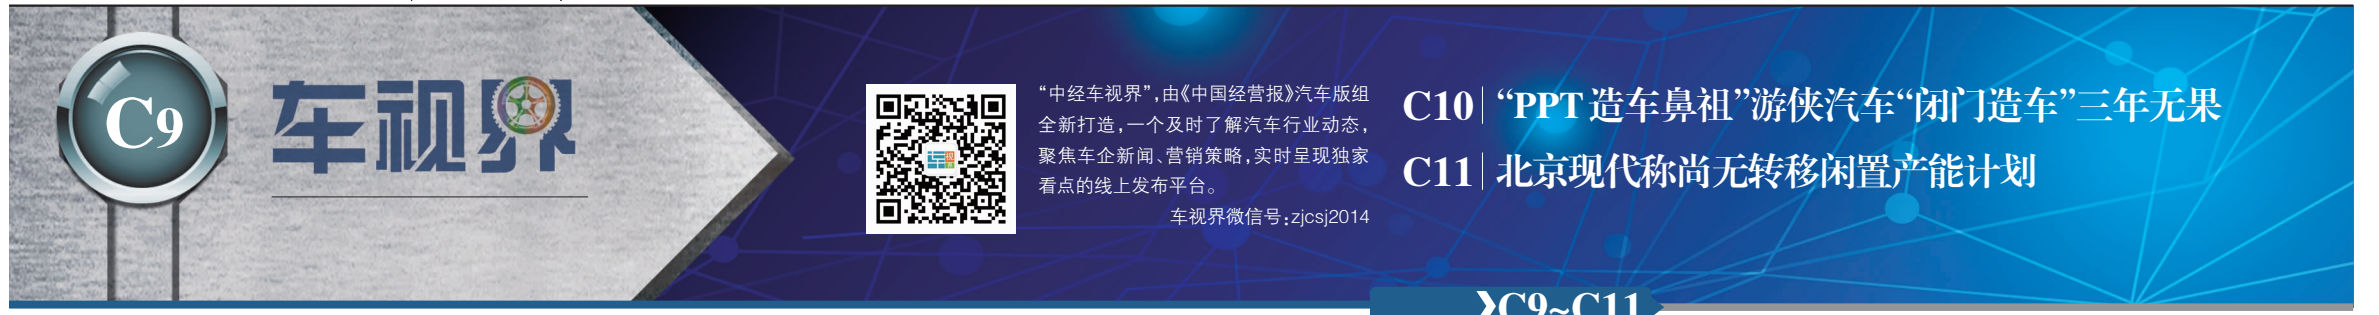 C9
车视界
“中经车视界”,由《中国经营报》汽车版组
全新打造,一个及时了解汽车行业动态,
聚焦车企新闻、营销策略,实时呈现独家
看点的线上发布平台。
车视界微信号:zjcsj2014
C10 “PPT造车鼻祖”游侠汽车“闭门造车”三年无果
C11 北京现代称尚无转移闲置产能计划
C9~C11